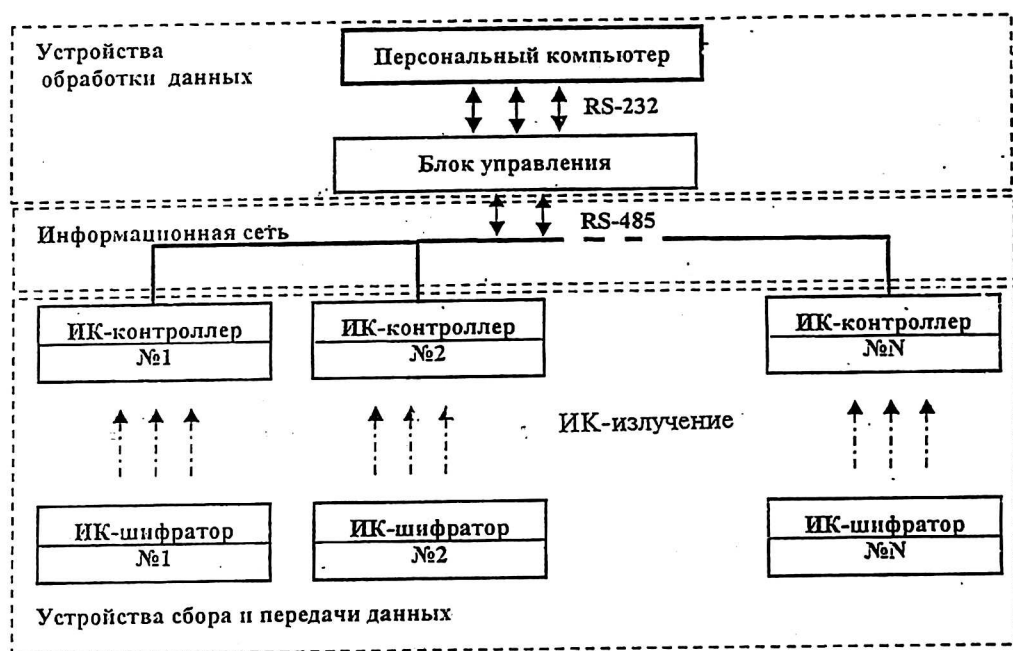 Устройства
обработки данных
Персональный компьютер
RS-232
Блок управления
RS-485
Информационная сеть
ИК-контроллер
№1
ИК-контроллер
№2
ИК-контроллер
№N
ИК-излучение
ИК-шифратор
№1
ИК-шифратор
№2
ИК-шифратор
№N
Устройства сбора и передачи данных